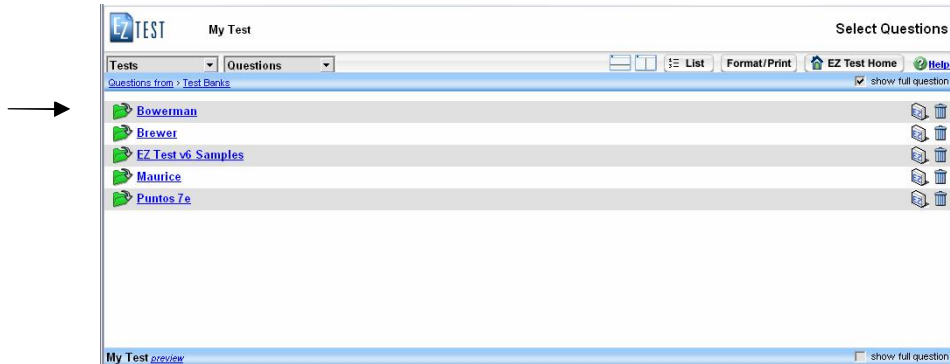 EZ TEST My Test Select Questions
Tests Questions List Format/Print EZ Test Home Help
Questions from > Test Banks show full question
Bowerman
Brewer
EZ Test v6 Samples
Maurice
Puntos 7e
My Test preview show full question